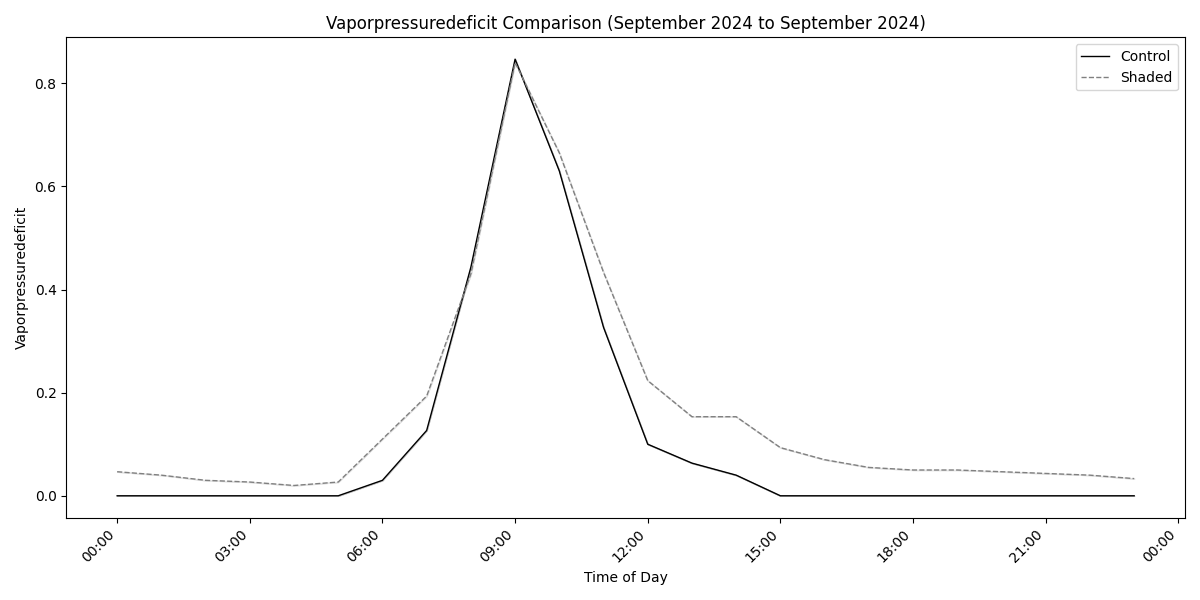 Vaporpressuredeficit Comparison (September 2024 to September 2024)
Control
Shaded
Vaporpressuredeficit
0.8
0.6
0.4
0.2
0.0
00:00
03:00
06:00
09:00
12:00
15:00
18:00
21:00
00:00
Time of Day